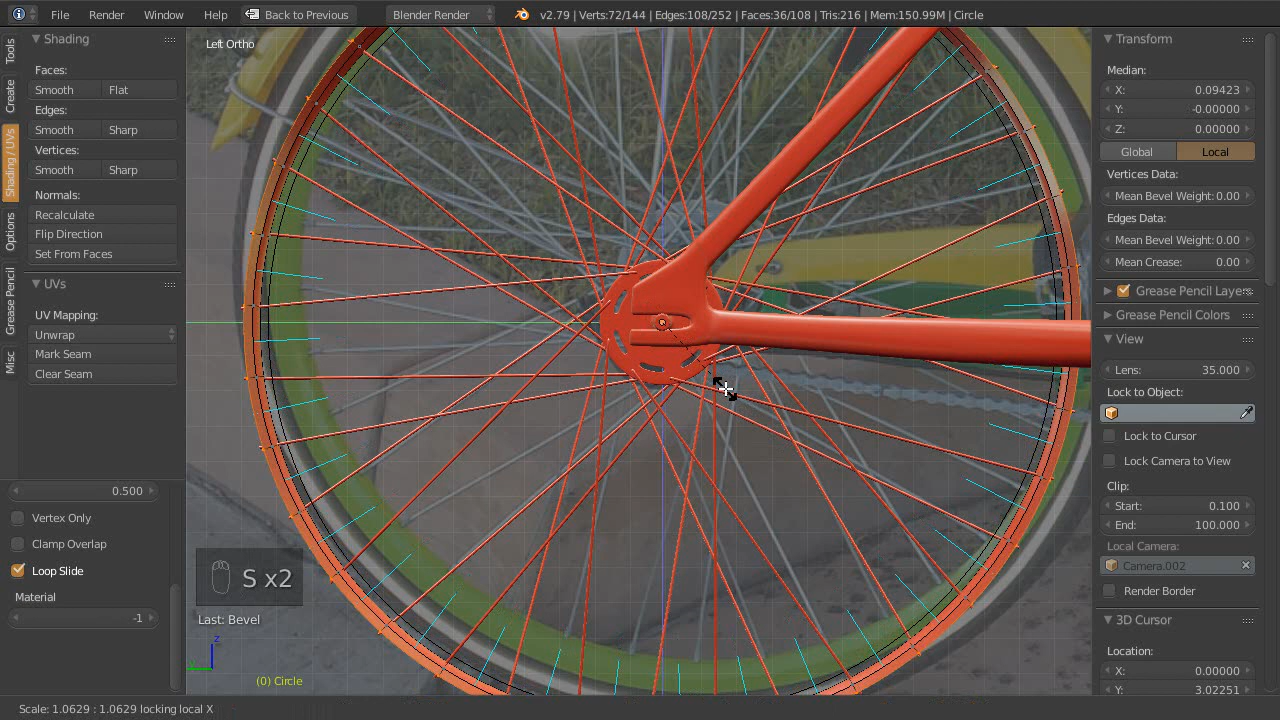 File Render Window Help Back to Previous Blender Render v2.79 | Verts:72/144 | Edges:108/252 | Faces:36/108 | Tris:216 | Mem:150.99M | Circle
Tools
Create
Shading / UVs
Options
Grease Pencil
Misc
Shading
Faces:
Smooth Flat
Edges:
Smooth Sharp
Vertices:
Smooth Sharp
Normals:
Recalculate
Flip Direction
Set From Faces
UVs
UV Mapping:
Unwrap
Mark Seam
Clear Seam
0.500
Vertex Only
Clamp Overlap
Loop Slide
Material
-1
Left Ortho
S x2
Last: Bevel
z
y
(0) Circle
Transform
Median:
X: 0.09423
Y: -0.00000
Z: 0.00000
Global Local
Vertices Data:
Mean Bevel Weight: 0.00
Edges Data:
Mean Bevel Weight: 0.00
Mean Crease: 0.00
Grease Pencil Laye
Grease Pencil Colors
View
Lens: 35.000
Lock to Object:
Lock to Cursor
Lock Camera to View
Clip:
Start: 0.100
End: 100.000
Local Camera:
Camera.002
Render Border
3D Cursor
Location:
X: 0.00000
Y: 3.02251
Scale: 1.0629 : 1.0629 locking local X